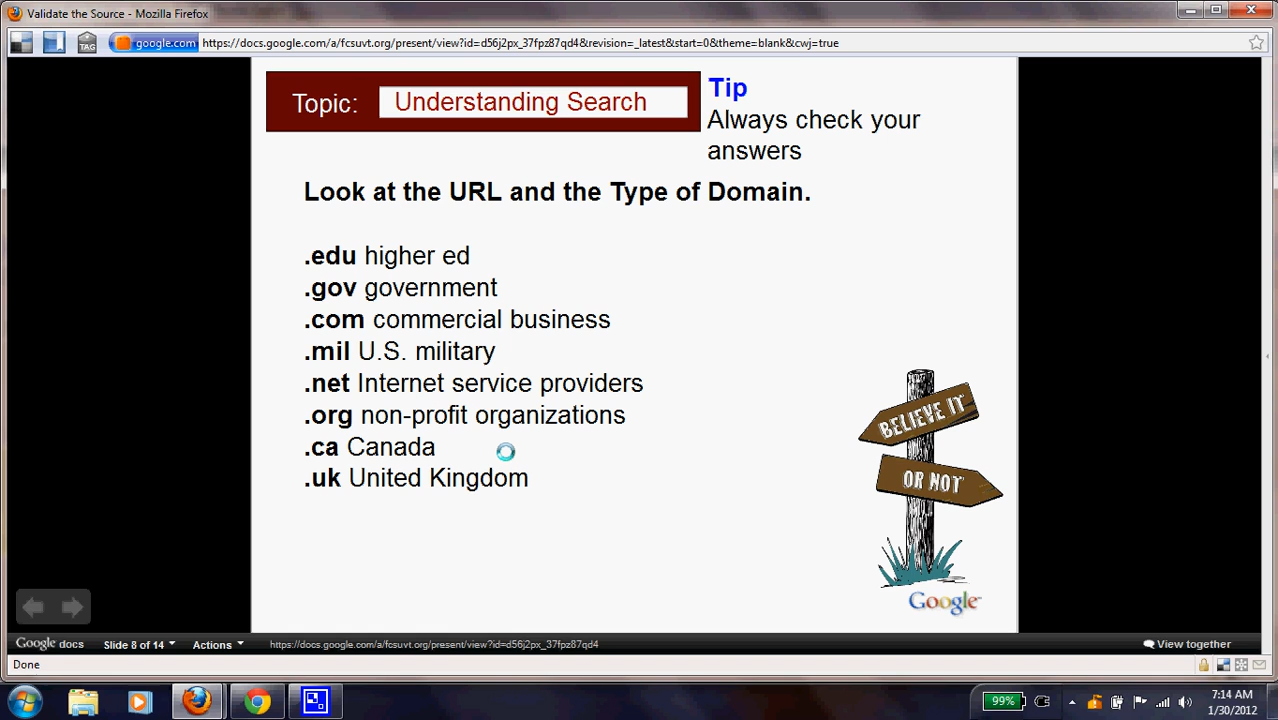 Validate the Source - Mozilla Firefox
TAG
google.com https://docs.google.com/a/fcsuvt.org/present/view?id=d56j2px_37fpz87qd4&revision=_latest&start=0&theme=blank&cwj=true
Topic: Understanding Search
Tip
Always check your
answers
Look at the URL and the Type of Domain.
.edu higher ed
.gov government
.com commercial business
.mil U.S. military
.net Internet service providers
.org non-profit organizations
.ca Canada
.uk United Kingdom
BELIEVE IT
OR NOT
Google™
Google docs Slide 8 of 14 Actions https://docs.google.com/a/fcsuvt.org/present/view?id=d56j2px_37fpz87qd4 View together
Done
99%
7:14 AM
1/30/2012